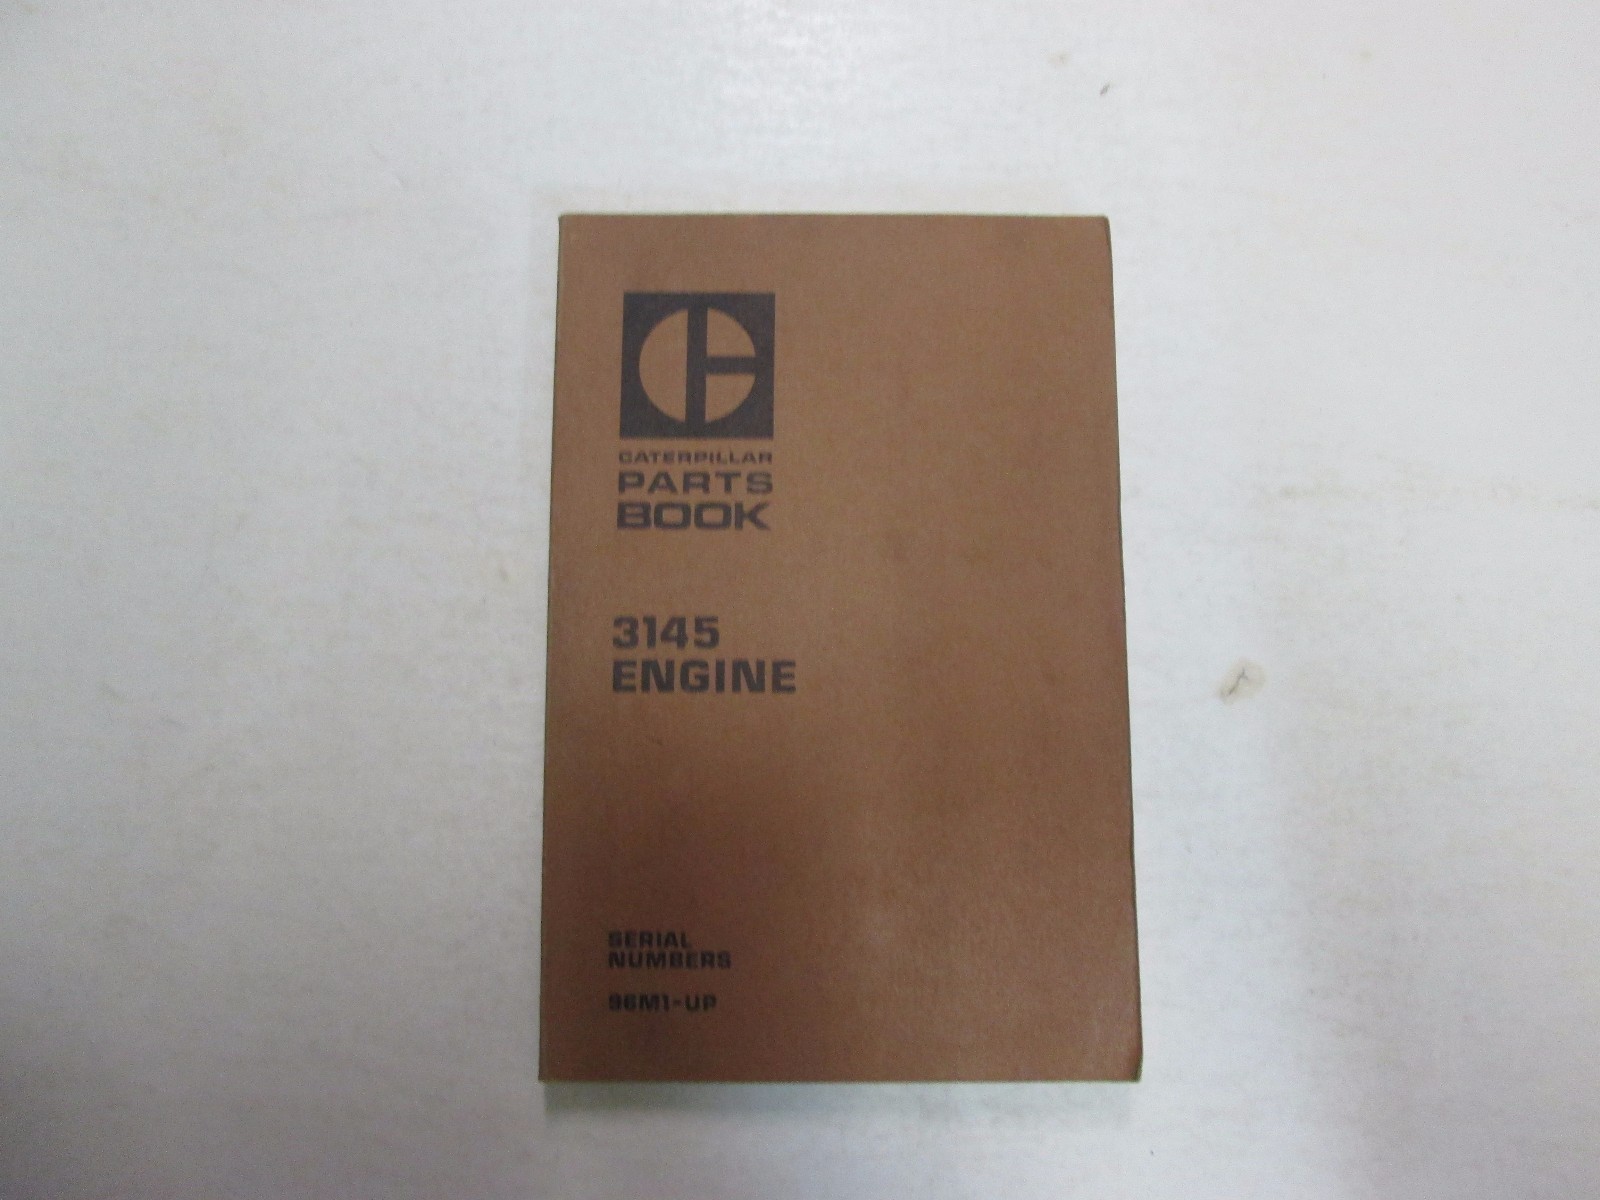 CATERPILLAR
PARTS
BOOK
3145
ENGINE
SERIAL
NUMBERS
96M1-UP